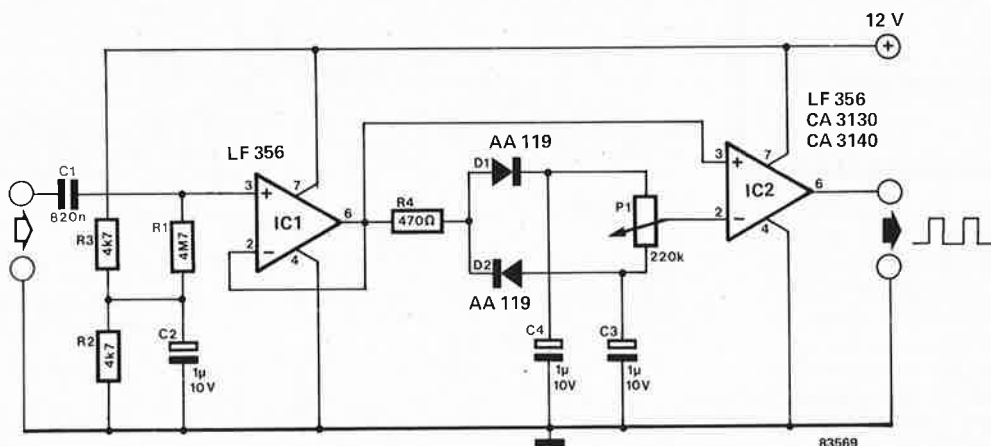 12 V
LF 356
CA 3130
CA 3140
AA 119
LF 356
D1
C1
820n
3
7
+
IC1
6
2
-
4
R4
470Ω
3
7
+
IC2
6
2
-
4
P1
220k
R3
4k7
R1
4M7
D2
AA 119
R2
4k7
C2
1µ
10V
C4
1µ
10V
C3
1µ
10V
83569